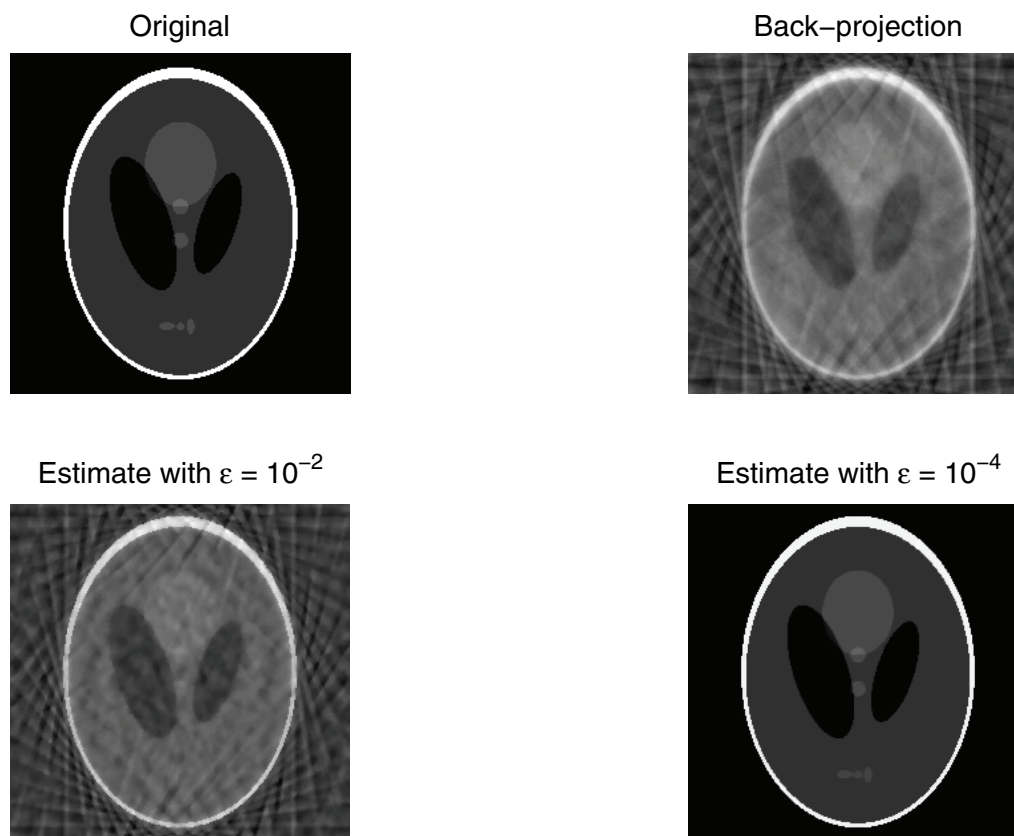 Original
Back−projection
Estimate with ε = 10⁻²
Estimate with ε = 10⁻⁴